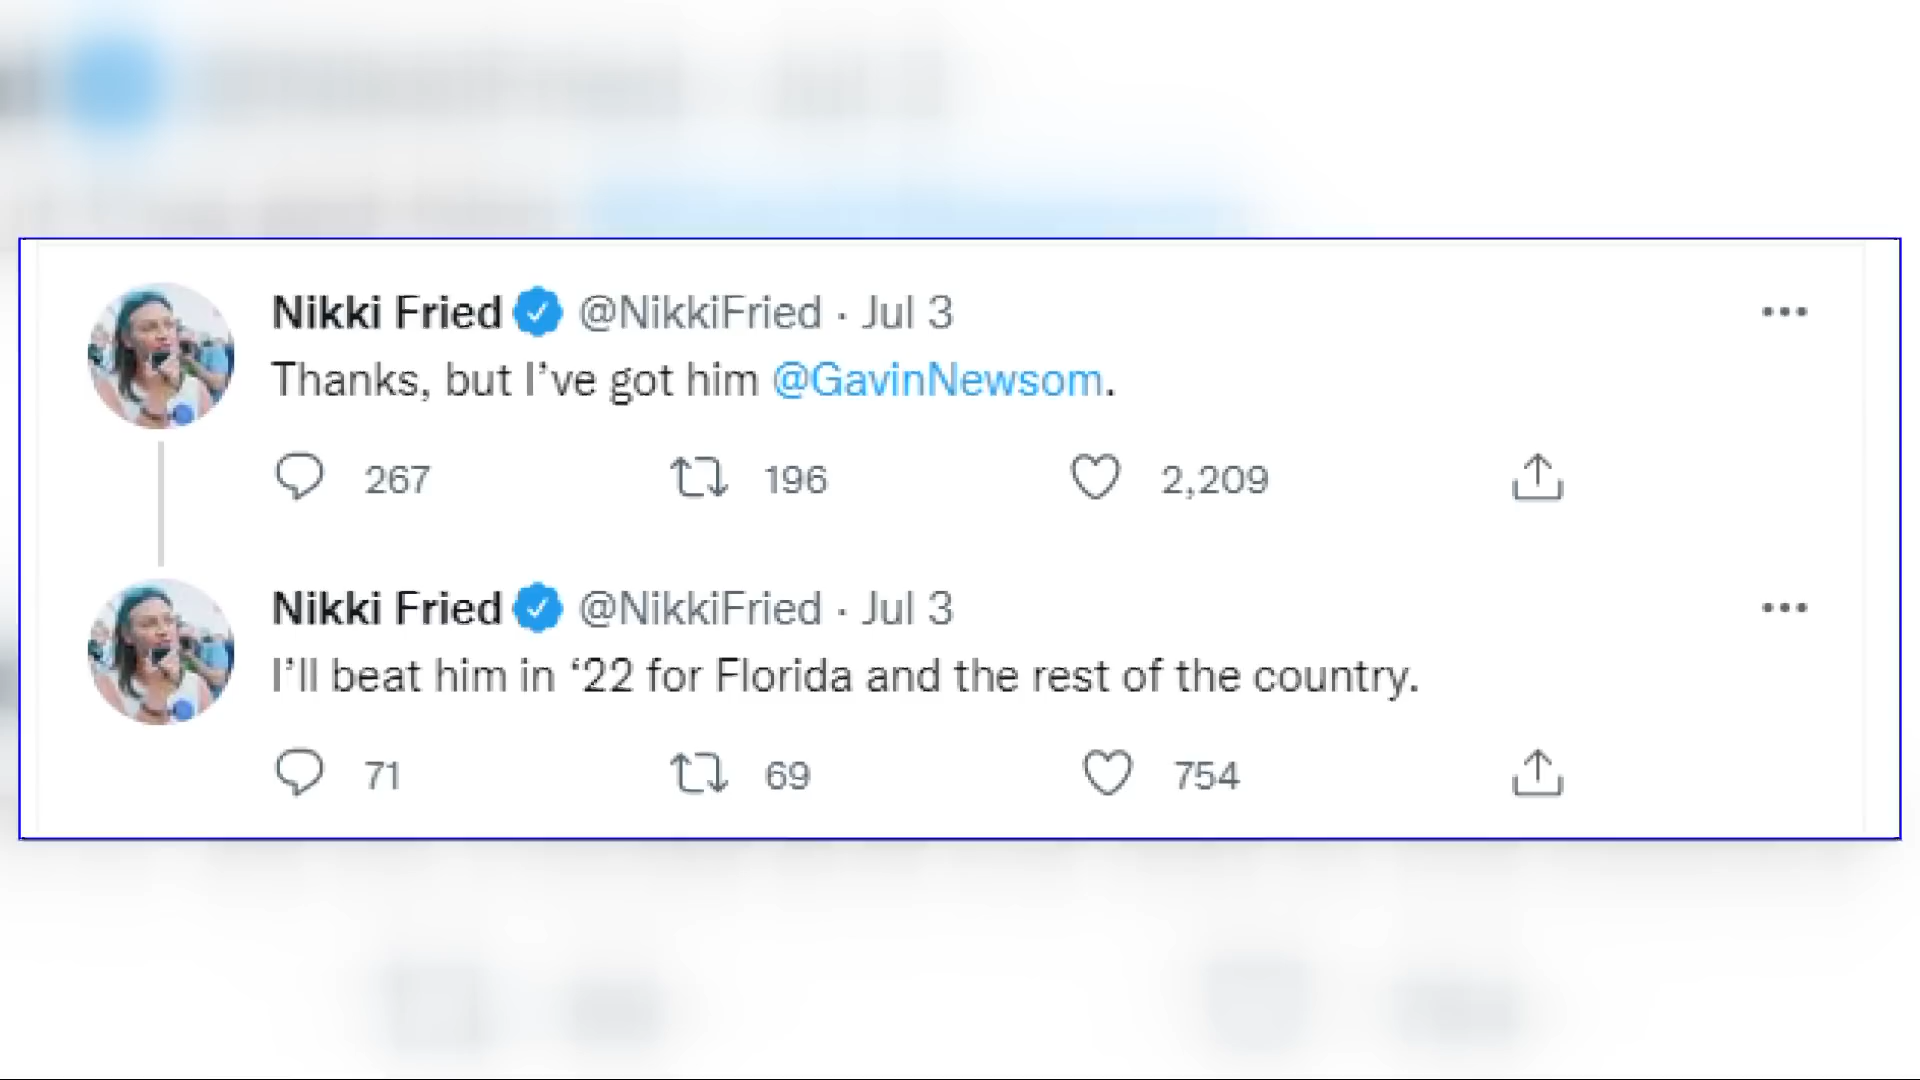 Nikki Fried @NikkiFried · Jul 3
Thanks, but I’ve got him @GavinNewsom.
267 196 2,209
Nikki Fried @NikkiFried · Jul 3
I’ll beat him in ‘22 for Florida and the rest of the country.
71 69 754